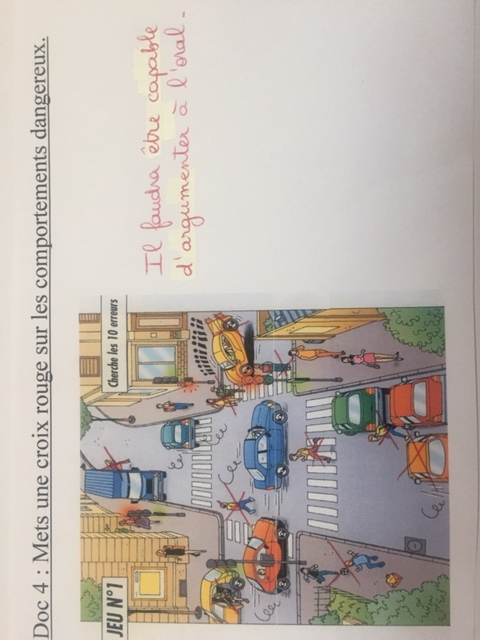 Doc 4 : Mets une croix rouge sur les comportements dangereux.
Il faudra être capable
d'argumenter à l'oral.
JEU N°1
Cherche les 10 erreurs